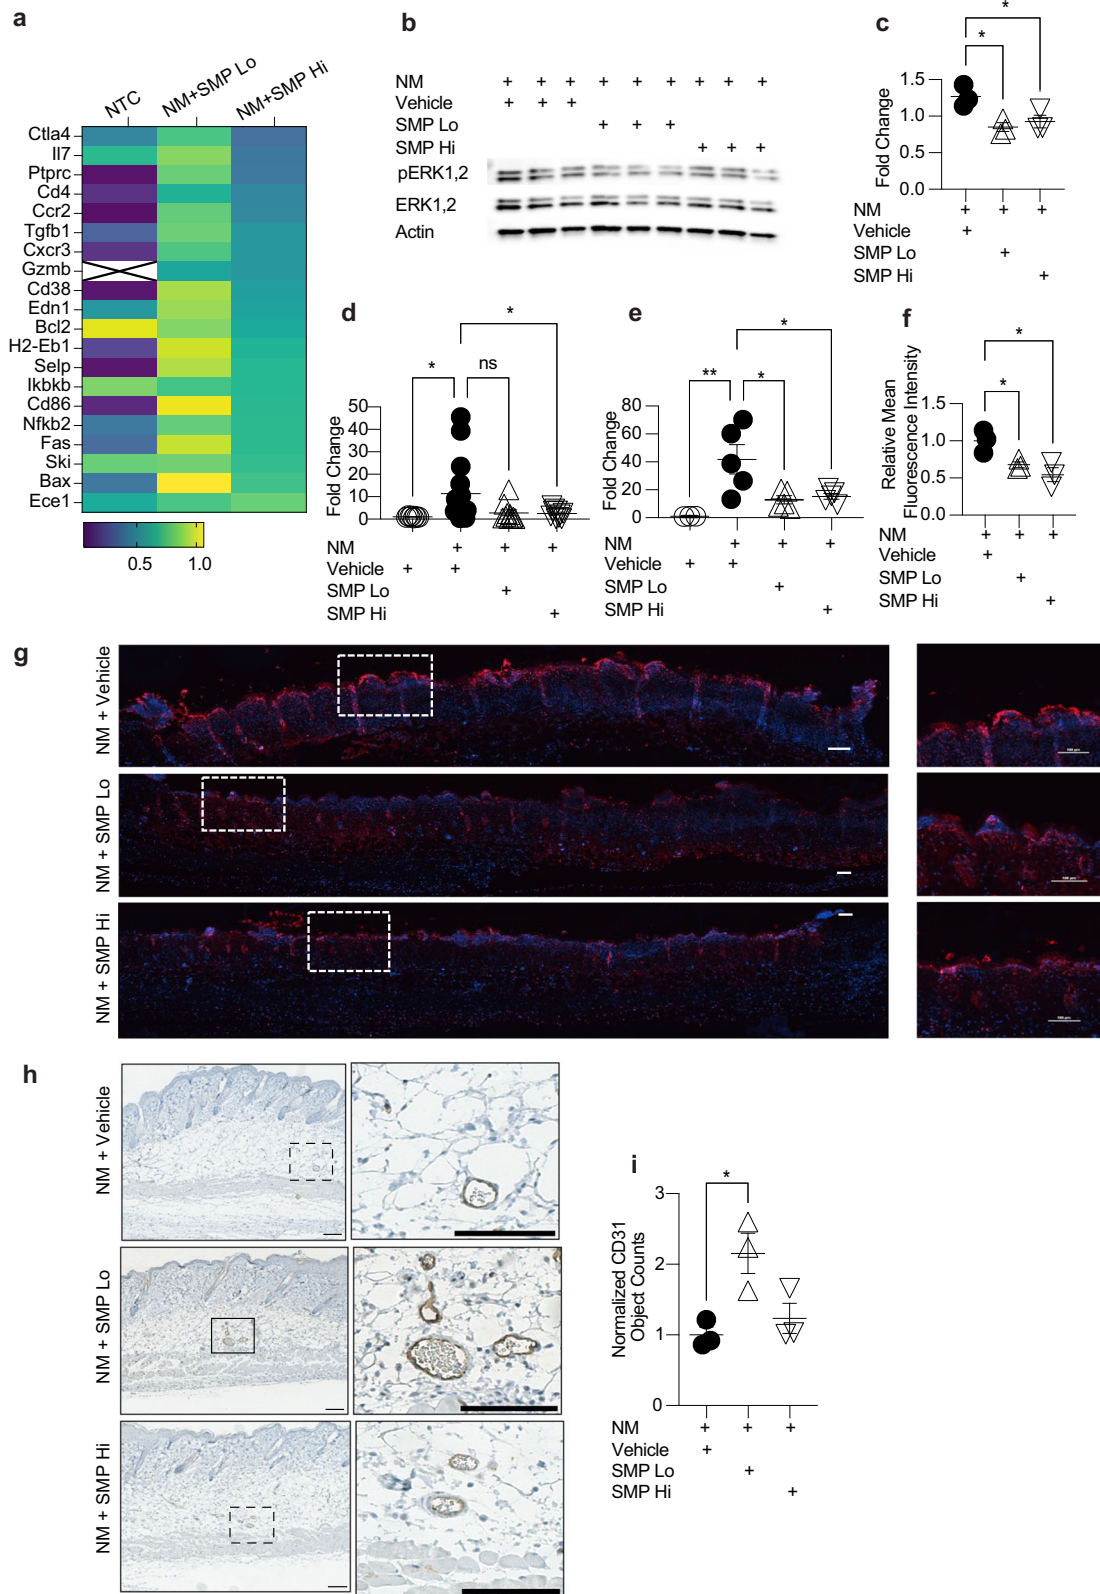 a
NTC
NM+SMP Lo
NM+SMP Hi
Ctla4
Il7
Ptprc
Cd4
Ccr2
Tgfb1
Cxcr3
Gzmb
Cd38
Edn1
Bcl2
H2-Eb1
Selp
Ikbkb
Cd86
Nfkb2
Fas
Ski
Bax
Ece1
0.5 1.0
b
NM + + + + + + + + +
Vehicle + + +
SMP Lo + + +
SMP Hi + + +
pERK1,2
ERK1,2
Actin
c
* 
*
Fold Change
1.5
1.0
0.5
0.0
NM + + +
Vehicle +
SMP Lo +
SMP Hi +
d
*
* ns
Fold Change
50
40
30
20
10
0
NM + + +
Vehicle + +
SMP Lo +
SMP Hi +
e
*
** *
Fold Change
80
60
40
20
0
NM + + +
Vehicle + +
SMP Lo +
SMP Hi +
f
*
*
Relative Mean
Fluorescence Intensity
1.5
1.0
0.5
0.0
NM + + +
Vehicle +
SMP Lo +
SMP Hi +
g
NM + Vehicle
100 µm
NM + SMP Lo
100 µm
NM + SMP Hi
100 µm
h
NM + Vehicle
NM + SMP Lo
NM + SMP Hi
i
*
Normalized CD31
Object Counts
3
2
1
0
NM + + +
Vehicle +
SMP Lo +
SMP Hi +